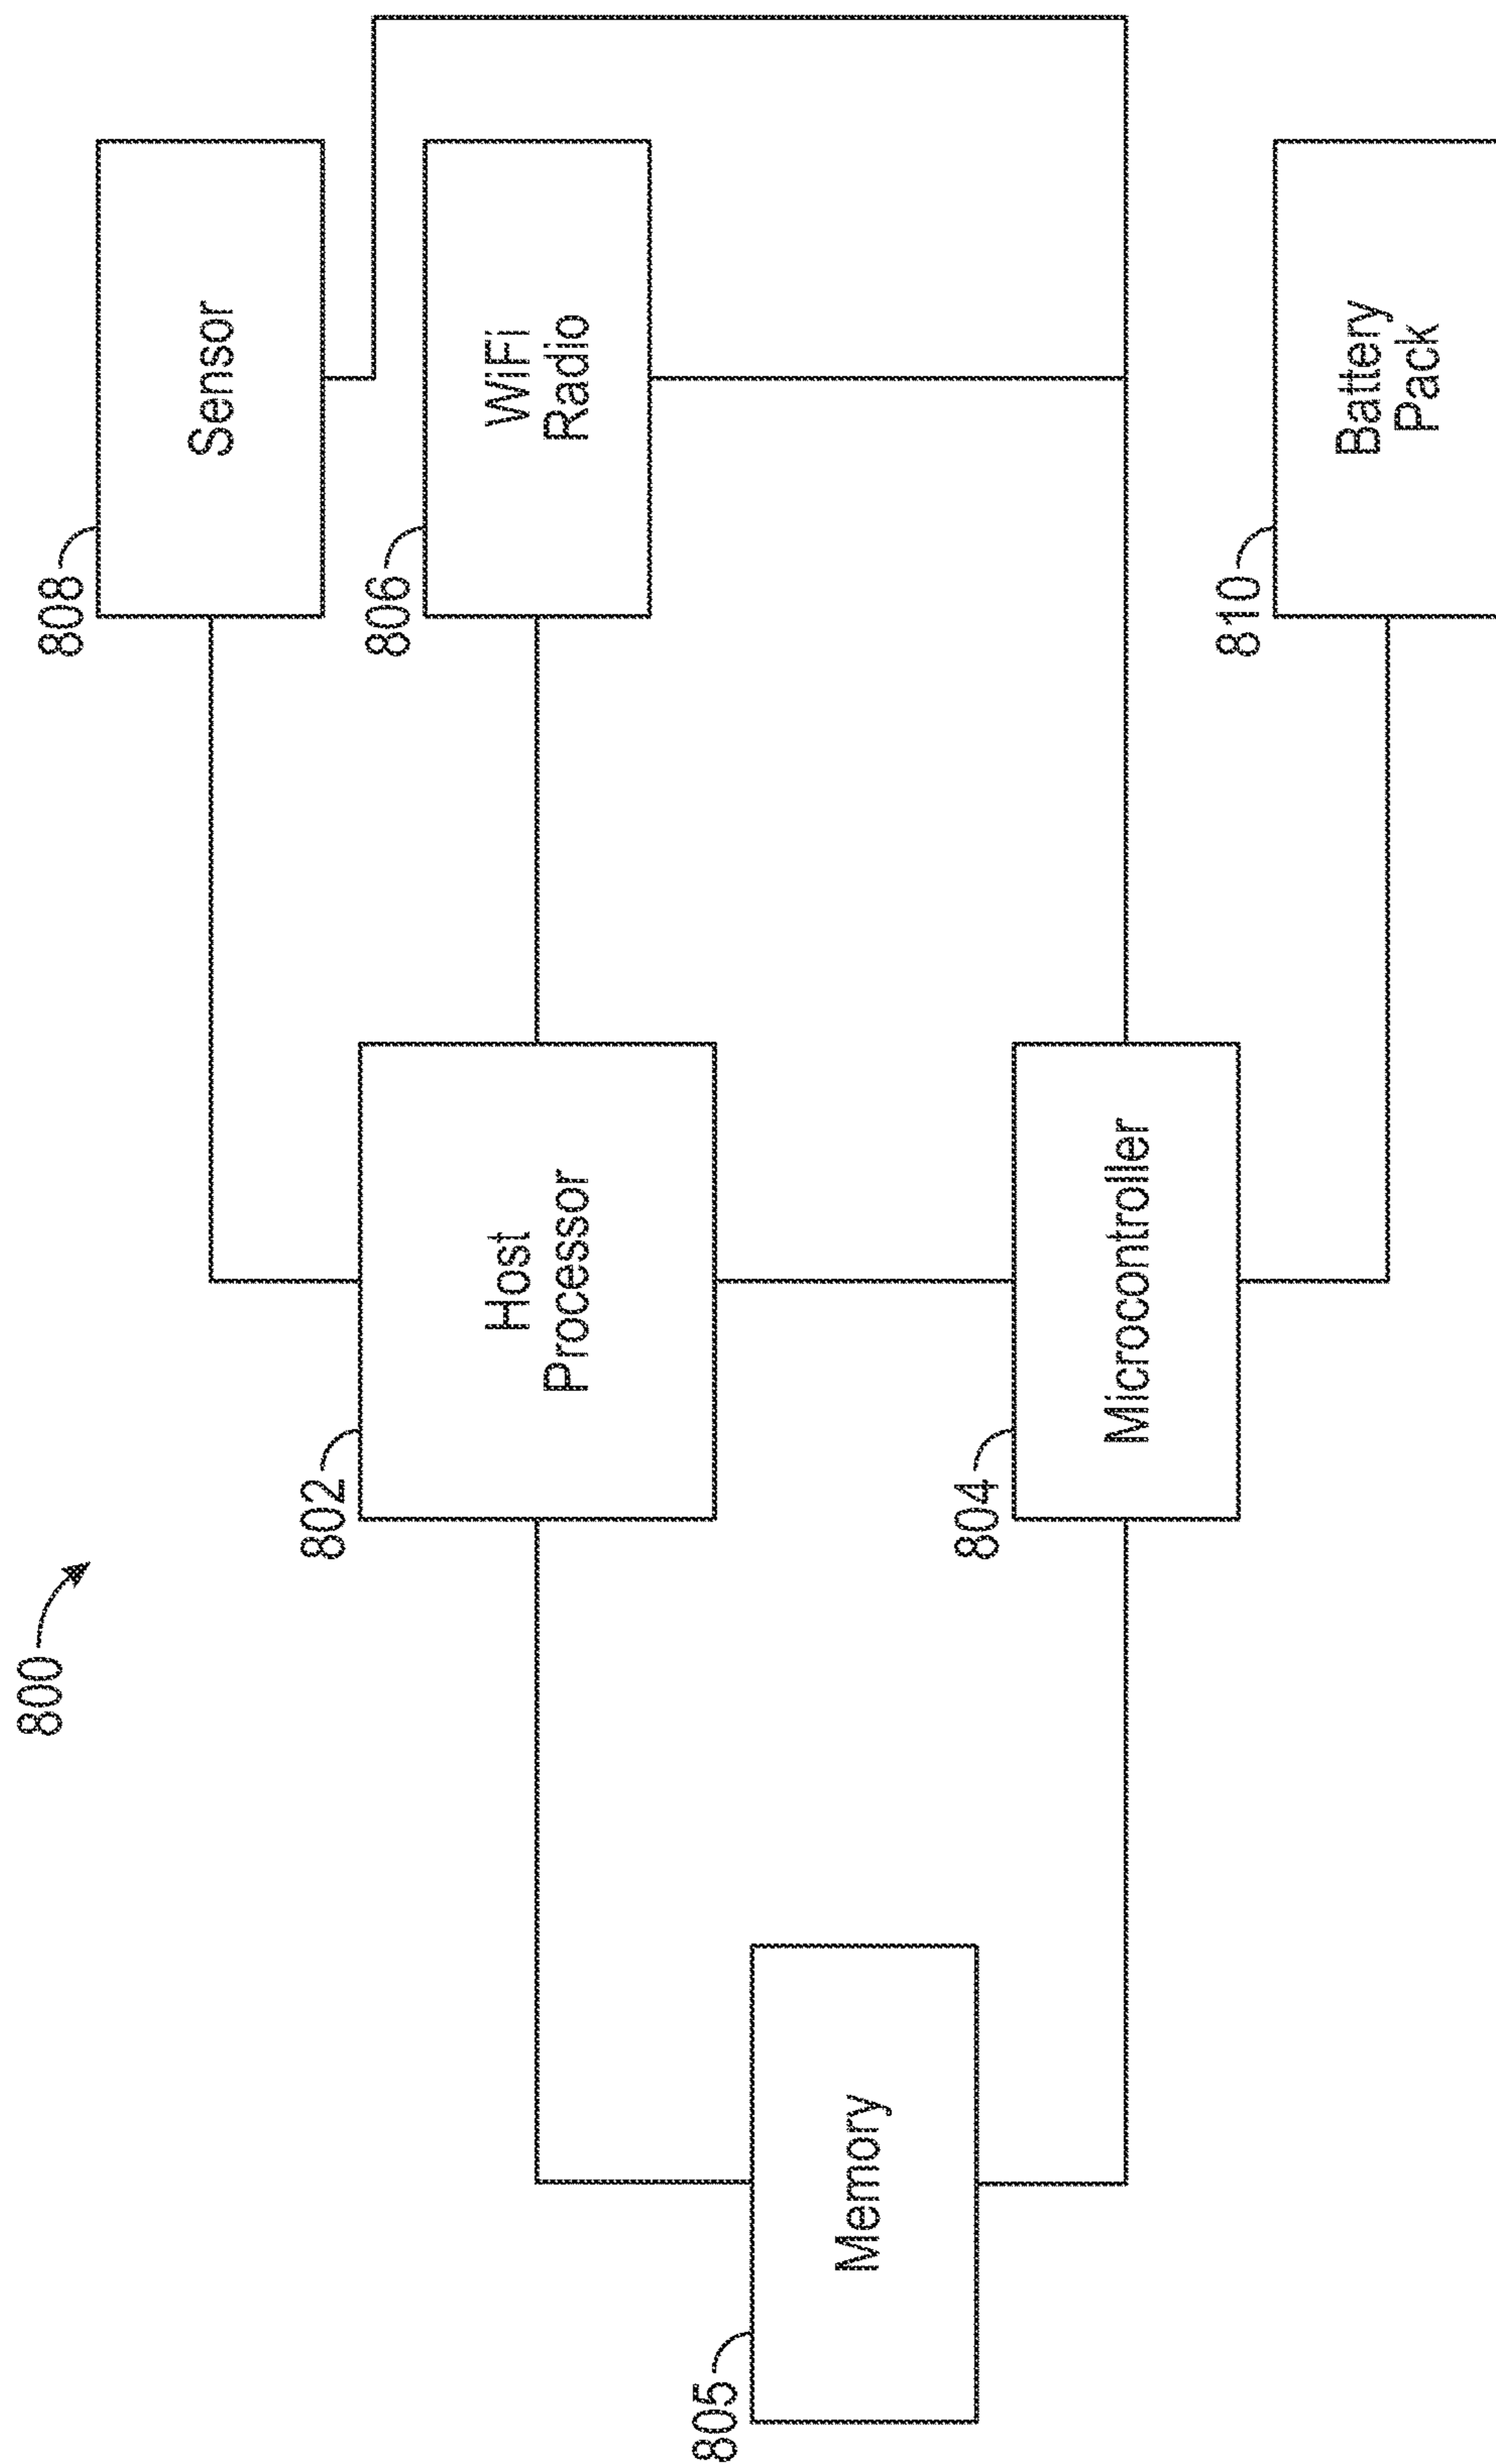 800
808
Sensor
802
Host
Processor
806
WiFi
Radio
805
Memory
804
Microcontroller
810
Battery
Pack